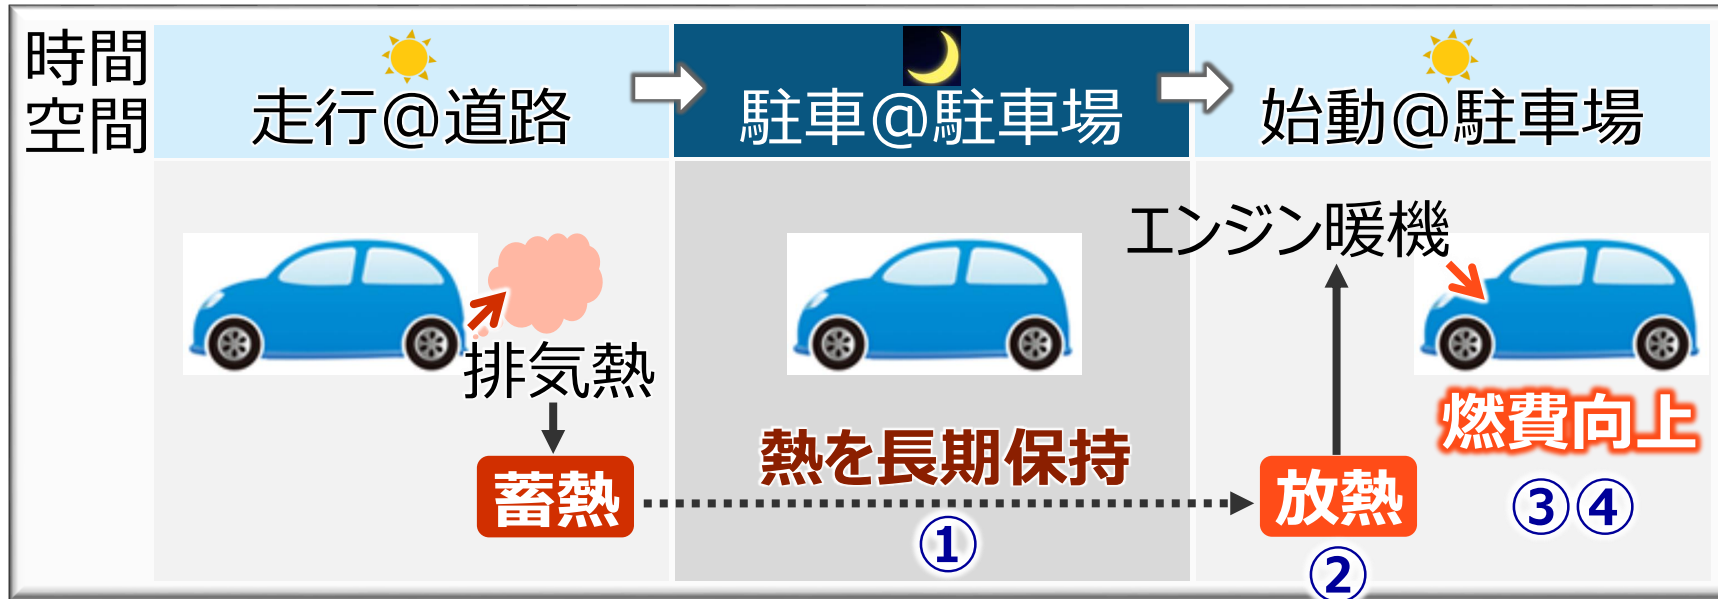 時間
空間
走行@道路
駐車@駐車場
始動@駐車場
排気熱
蓄熱
熱を長期保持
①
エンジン暖機
放熱
②
燃費向上
③④